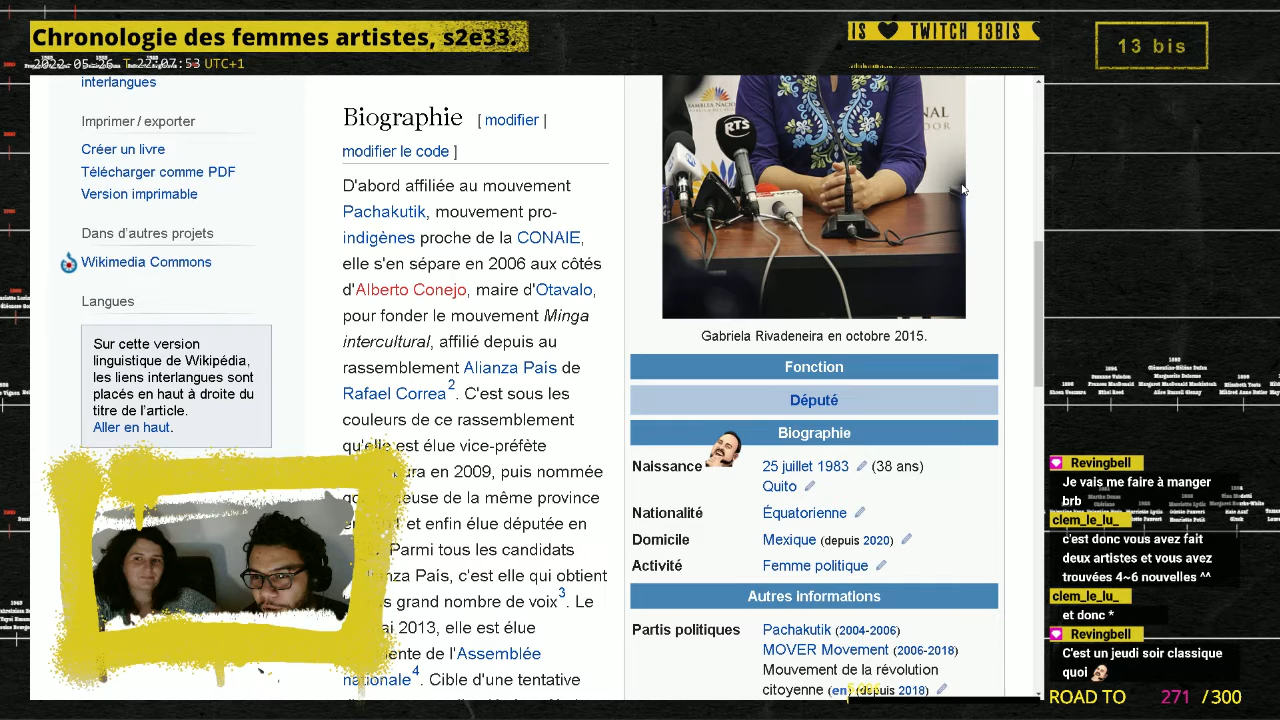 Chronologie des femmes artistes, s2e33
IS ♥ TWITCH 13BIS
13 bis
UTC+1
interlangues
Imprimer / exporter
Créer un livre
Télécharger comme PDF
Version imprimable
Dans d'autres projets
Wikimedia Commons
Langues
Sur cette version
linguistique de Wikipédia,
les liens interlangues sont
placés en haut à droite du
titre de l'article.
Aller en haut.
Biographie [ modifier |
modifier le code ]
D'abord affiliée au mouvement
Pachakutik, mouvement pro-
indigènes proche de la CONAIE,
elle s'en sépare en 2006 aux côtés
d'Alberto Conejo, maire d'Otavalo,
pour fonder le mouvement Minga
intercultural, affilié depuis au
rassemblement Alianza País de
Rafael Correa2. C'est sous les
couleurs de ce rassemblement
qu'elle est élue vice-préfète
en 2009, puis nommée
de la même province
et enfin élue députée en
Parmi tous les candidats
País, c'est elle qui obtient
grand nombre de voix3. Le
2013, elle est élue
de l'Assemblée
nationale4. Cible d'une tentative
RTS
Gabriela Rivadeneira en octobre 2015.
Fonction
Député
Biographie
Naissance 25 juillet 1983 (38 ans)
Quito
Nationalité Équatorienne
Domicile Mexique (depuis 2020)
Activité Femme politique
Autres informations
Partis politiques Pachakutik (2004-2006)
MOVER Movement (2006-2018)
Mouvement de la révolution
citoyenne (en) (depuis 2018)
Revingbell
Je vais me faire à manger
brb
clem_le_lu_
c'est donc vous avez fait
deux artistes et vous avez
trouvées 4~6 nouvelles ^^
clem_le_lu_
et donc *
Revingbell
C'est un jeudi soir classique
quoi
ROAD TO 271 / 300